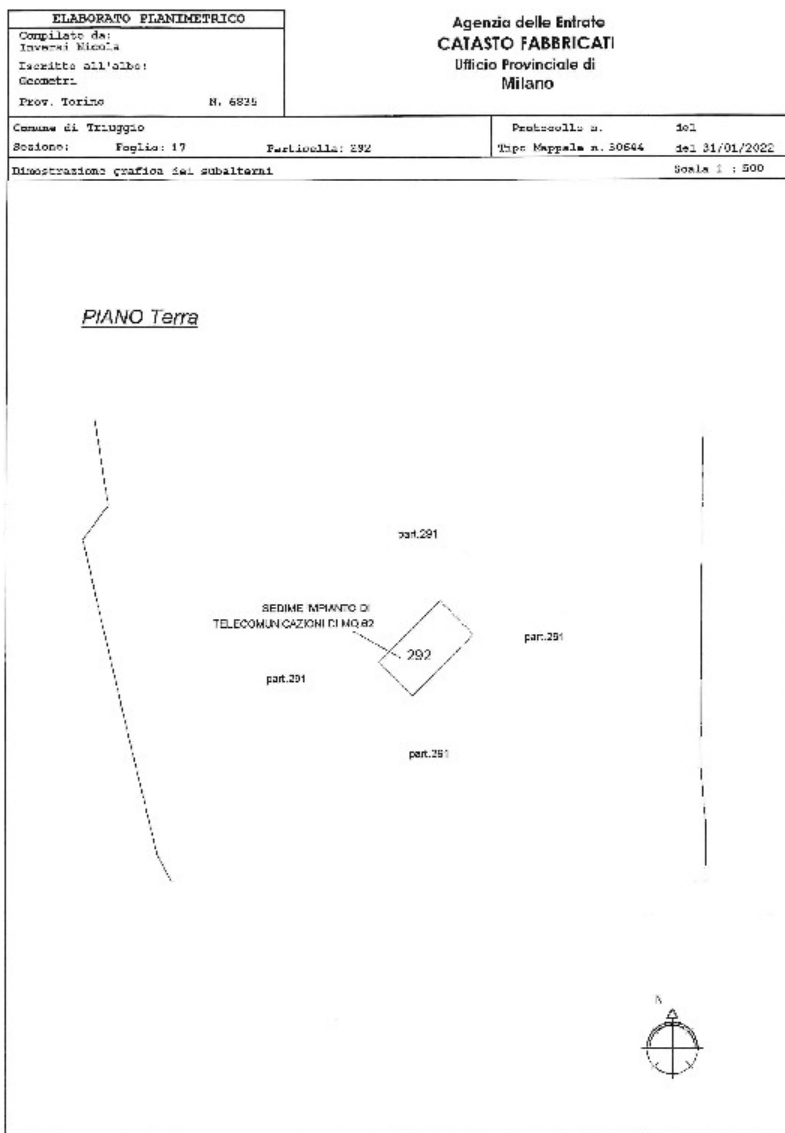 ELABORATO PLANIMETRICO
Compilato da:
Inversi Nicola
Iscritto all'albo:
Geometri
Prov. Torino N. 6835
Agenzia delle Entrate
CATASTO FABBRICATI
Ufficio Provinciale di
Milano
Comune di Triuggio
Sezione: Foglio: 17 Particella: 292
Protocollo n. del
Tipo Mappale n. 30644 del 31/01/2022
Dimostrazione grafica dei subalterni Scala 1 : 500
PIANO Terra
part.291
SEDIME IMPIANTO DI
TELECOMUNICAZIONI DI MQ.62
292
part.291
part.291
part.291
N